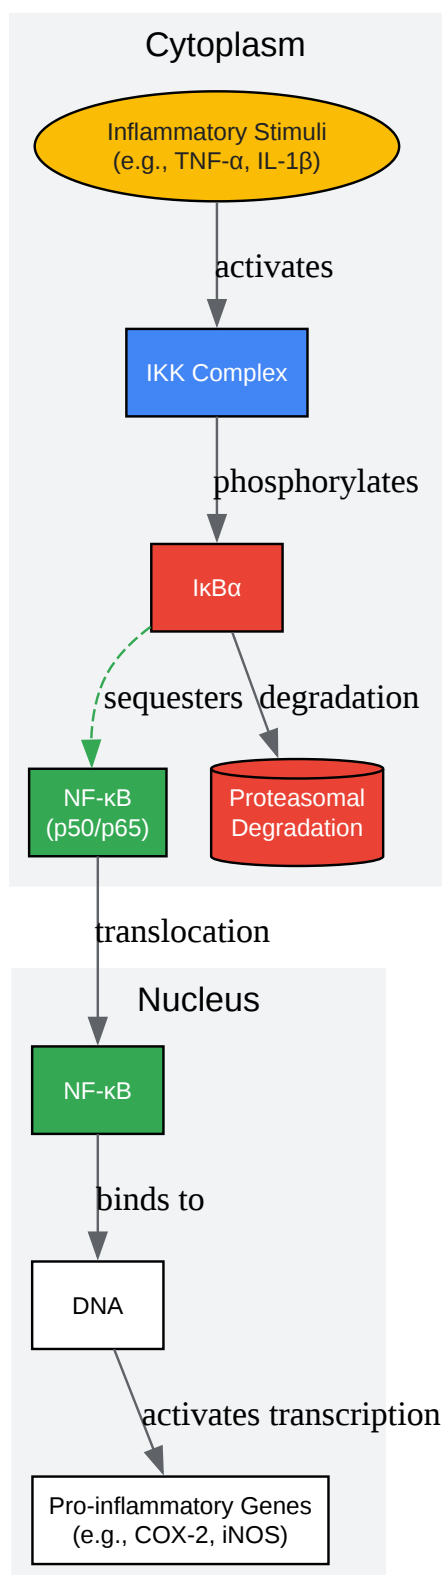 Cytoplasm
Inflammatory Stimuli
(e.g., TNF-α, IL-1β)
activates
IKK Complex
phosphorylates
IκBα
sequesters
degradation
NF-κB
(p50/p65)
Proteasomal
Degradation
translocation
Nucleus
NF-κB
binds to
DNA
activates transcription
Pro-inflammatory Genes
(e.g., COX-2, iNOS)